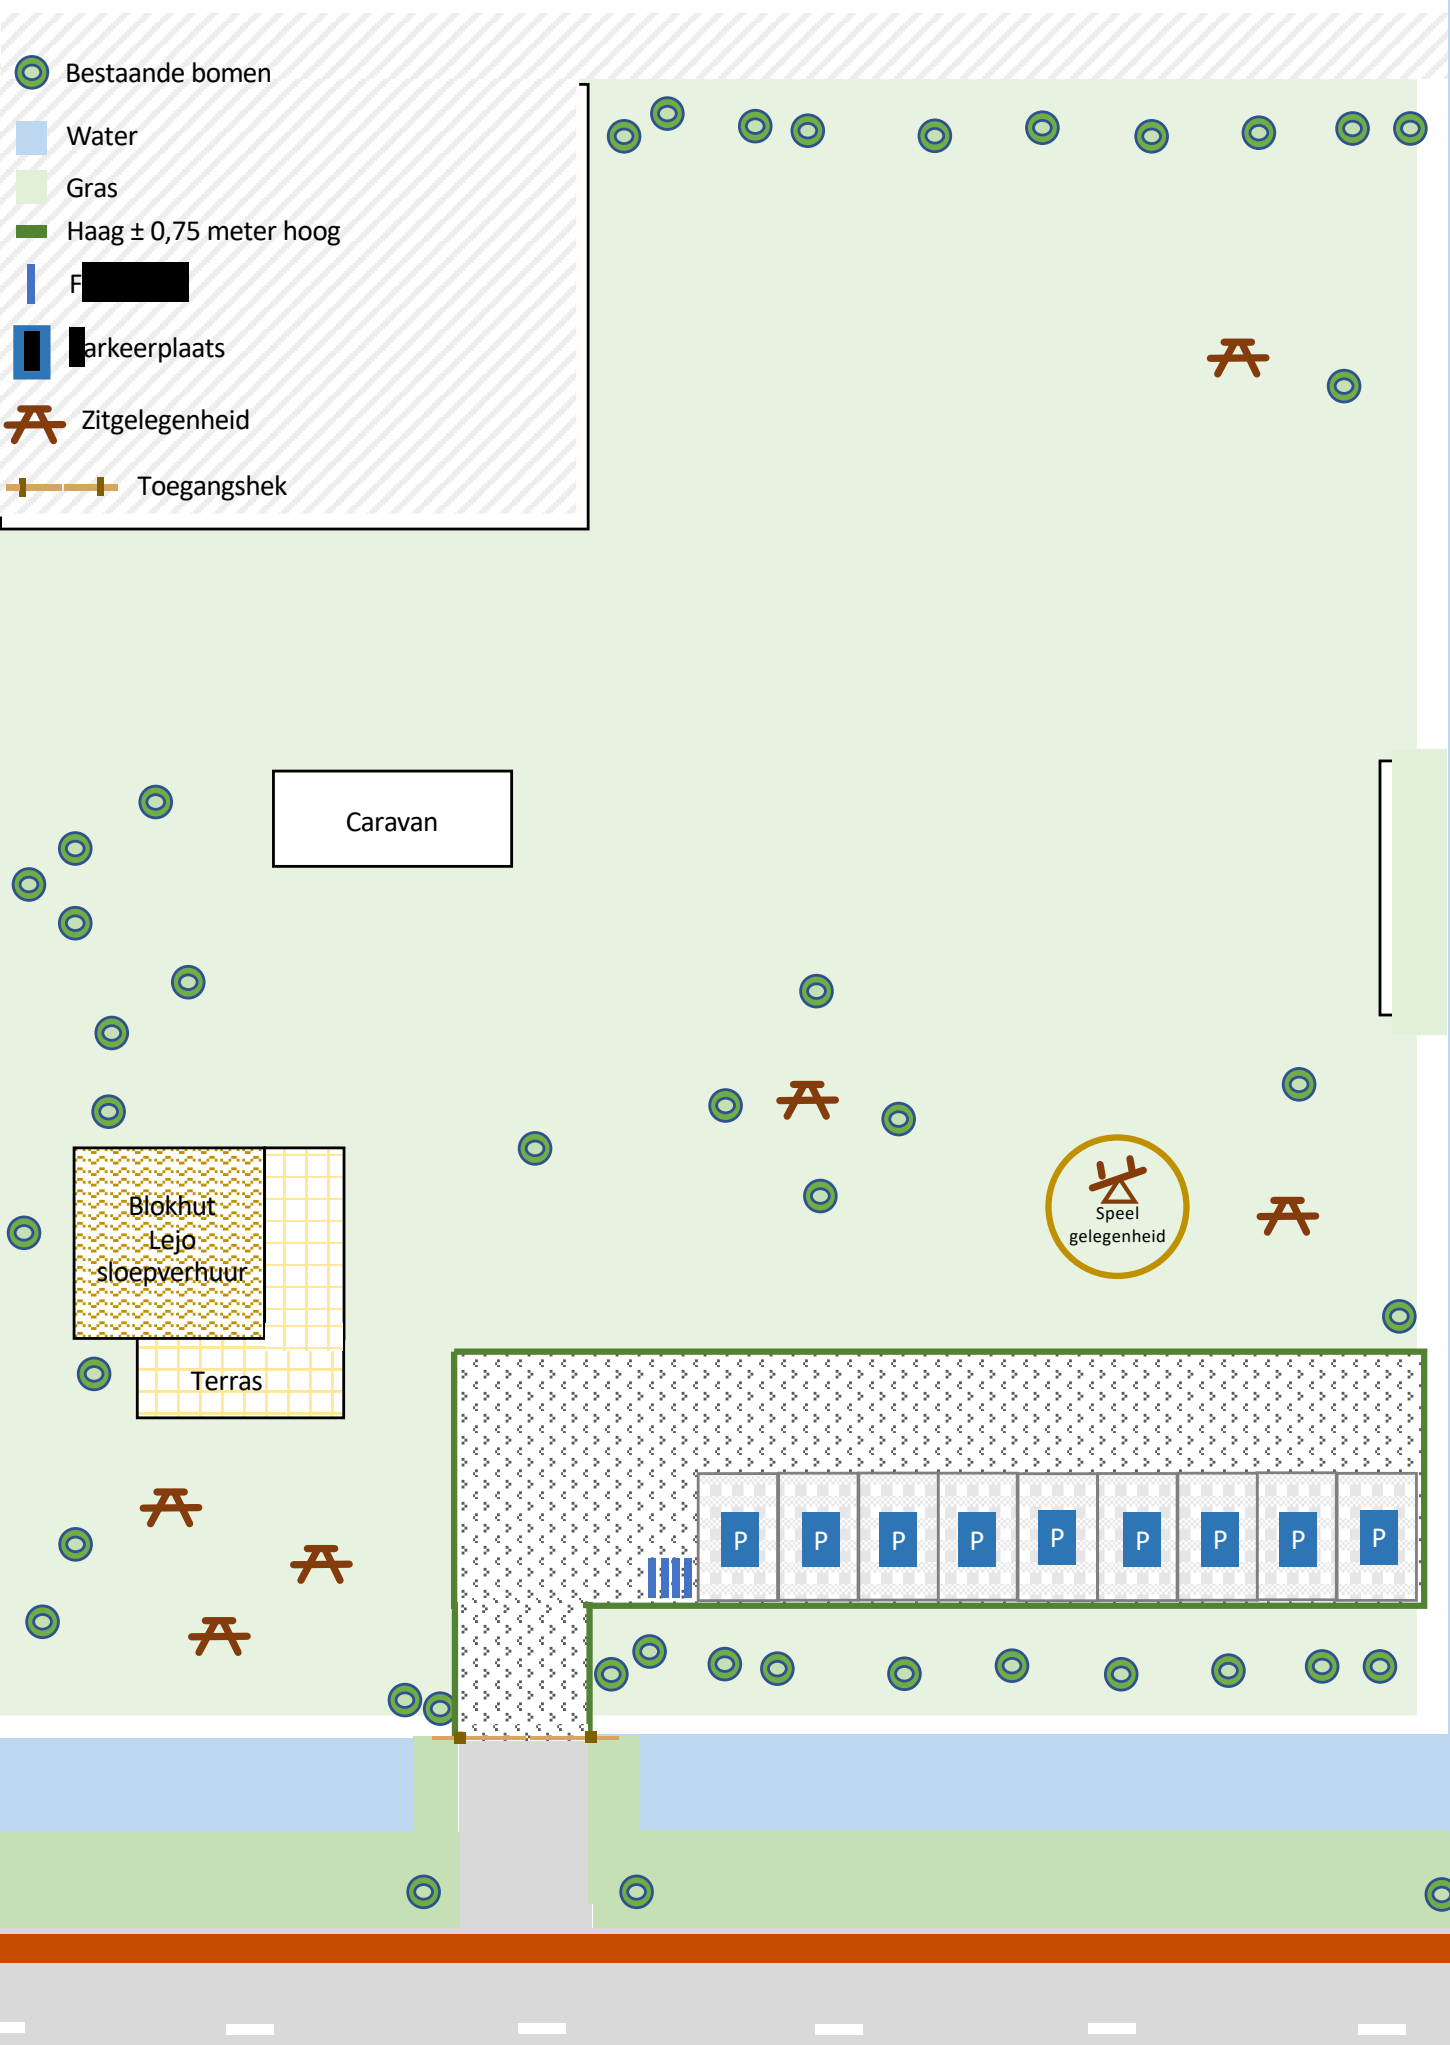 Bestaande bomen
Water
Gras
Haag ± 0,75 meter hoog
F
arkeerplaats
Zitgelegenheid
Toegangshek
Caravan
Blokhut
Lejo
sloepverhuur
Speel
gelegenheid
Terras
P P P P P P P P P